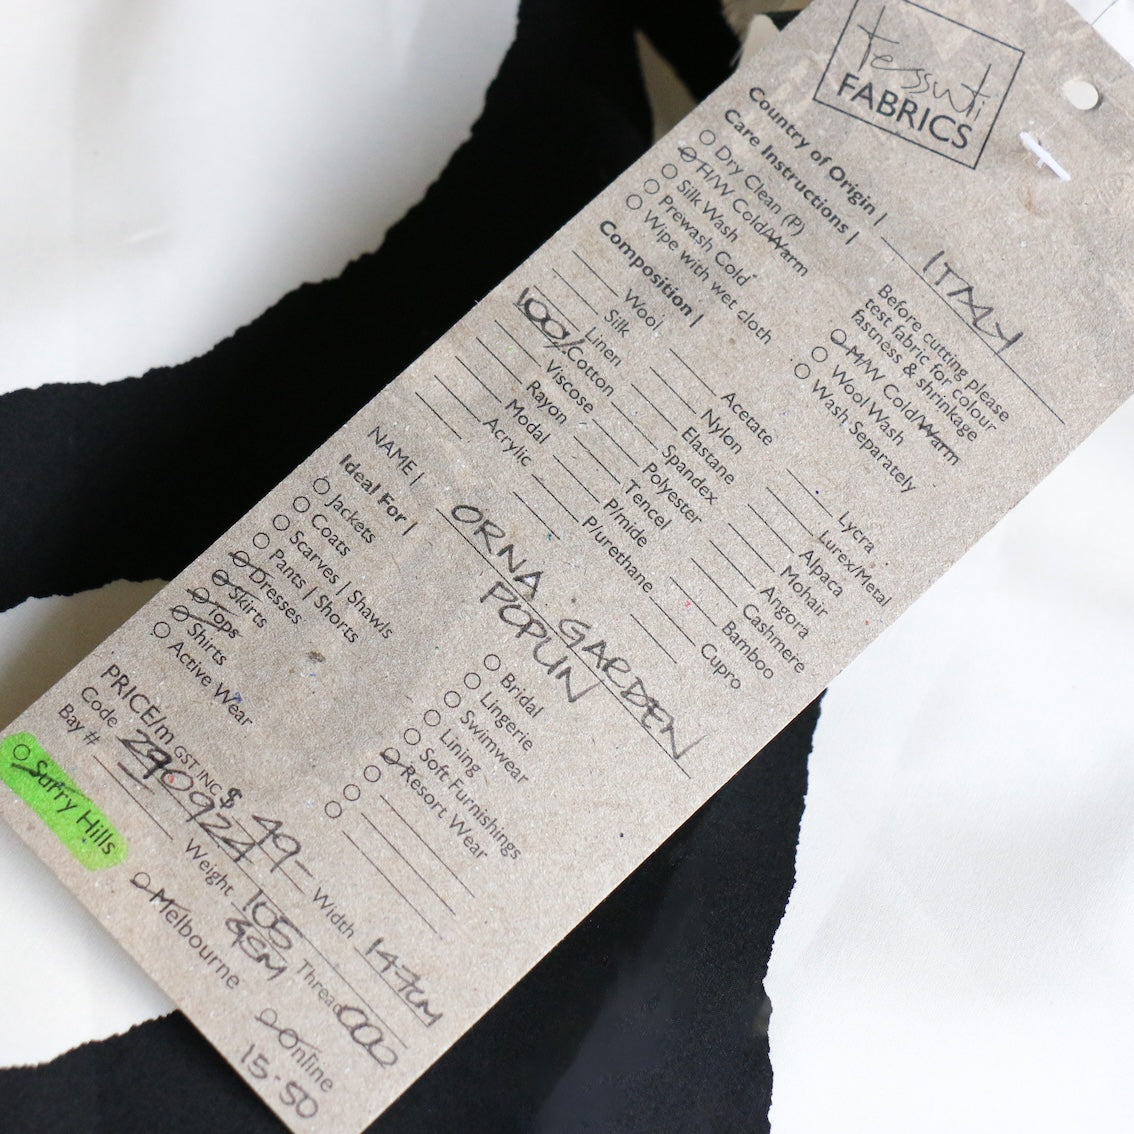 tessuti
FABRICS
Country of Origin | ITALY
Care Instructions |
Before cutting please
test fabric for colour
fastness & shrinkage
Dry Clean (P)
H/W Cold/Warm
Silk Wash
Prewash Cold
Wipe with wet cloth
M/W Cold/Warm
Wool Wash
Wash Separately
Composition |
Wool
Silk
Linen
100% Cotton
Viscose
Rayon
Modal
Acrylic
Acetate
Nylon
Elastane
Spandex
Polyester
Tencel
P/mide
P/urethane
Lycra
Lurex/Metal
Alpaca
Mohair
Angora
Cashmere
Bamboo
Cupro
NAME | ORNA GARDEN
POPLIN
Ideal For |
Jackets
Coats
Scarves | Shawls
Pants | Shorts
Dresses
Skirts
Tops
Shirts
Active Wear
Bridal
Lingerie
Swimwear
Lining
Soft Furnishings
Resort Wear
PRICE/m GST INC $ 49- Width 147cm
Code 290924 Weight 105 GSM Thread
Bay #
Surry Hills
Melbourne
Online
15.50